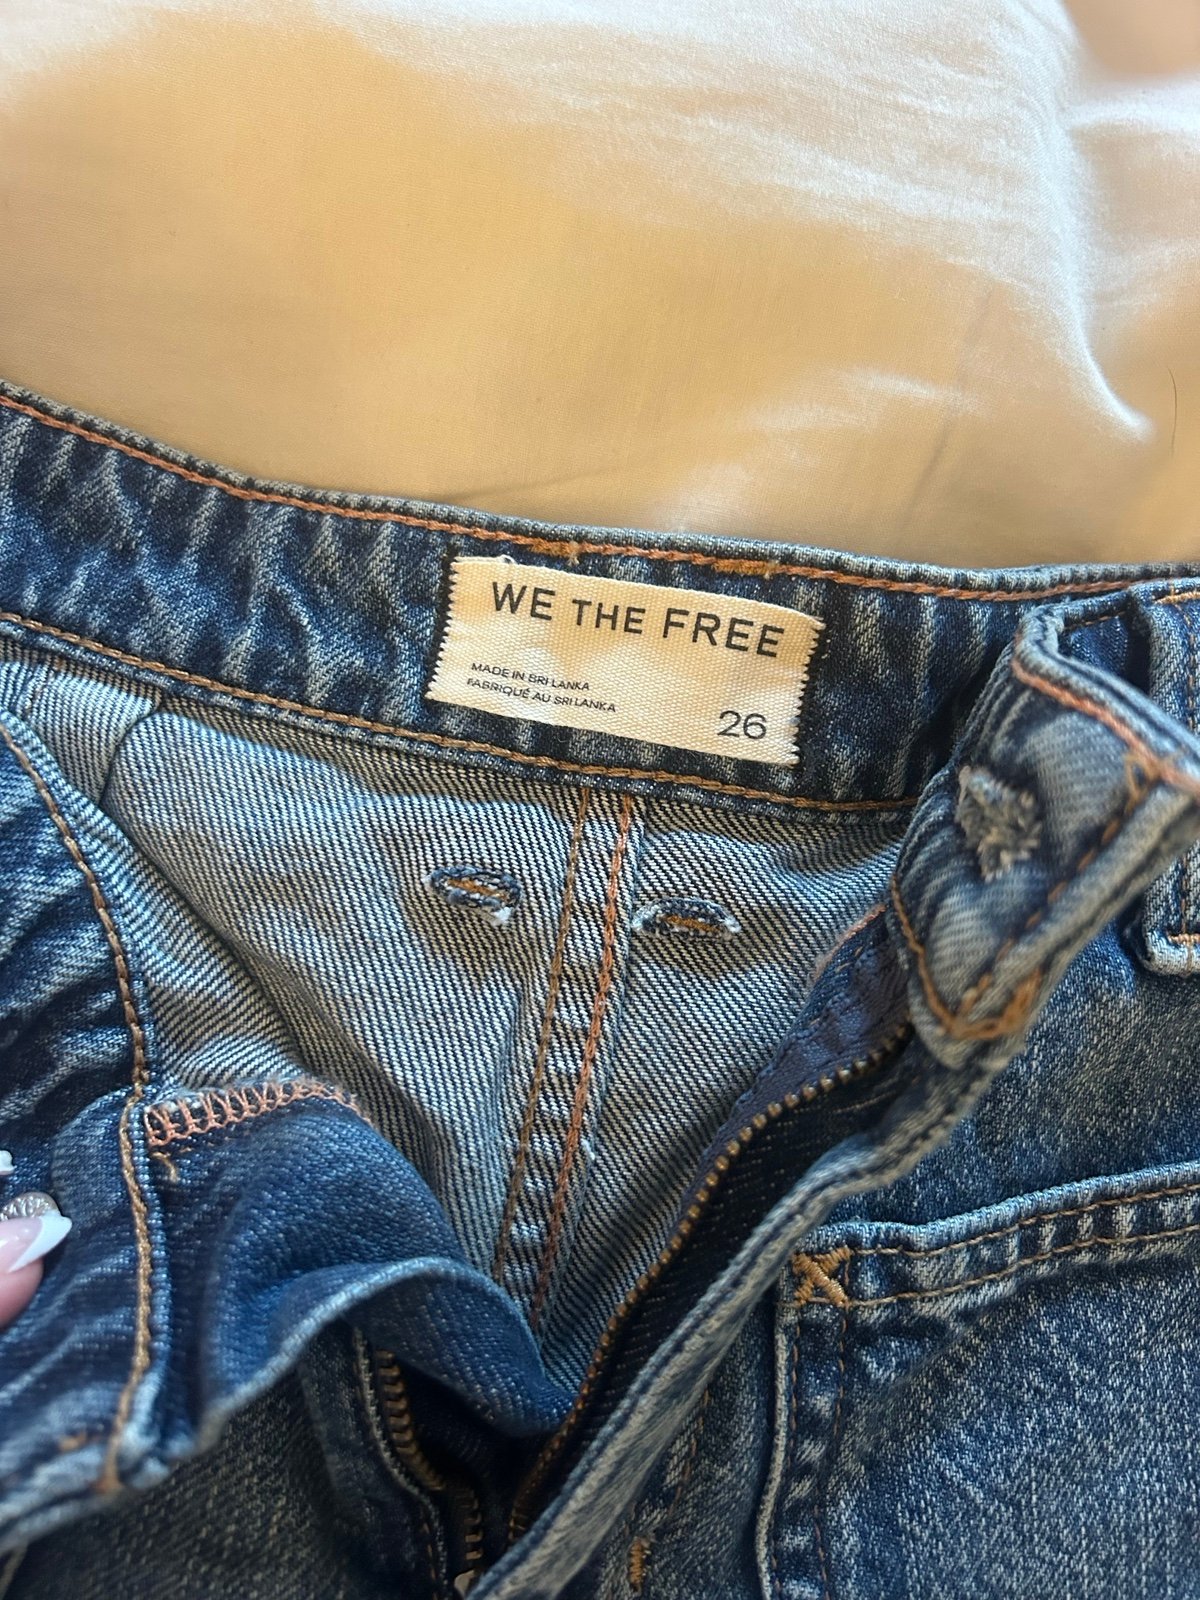 WE THE FREE
MADE IN SRI LANKA
FABRIQUÉ AU SRI LANKA
26